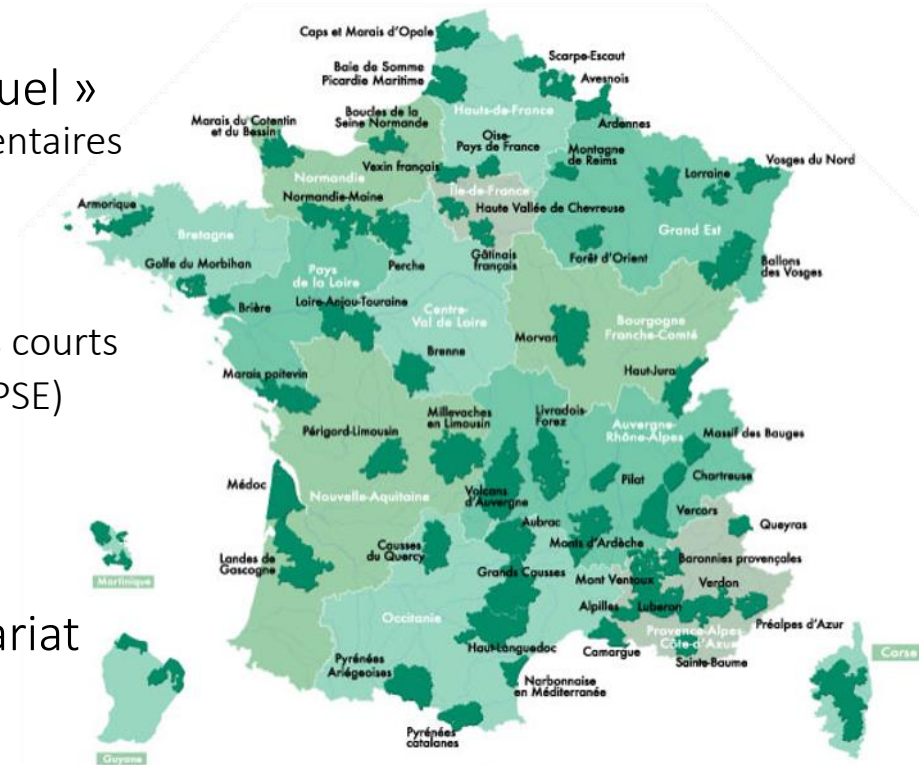 uel »
entaires
courts
PSE)
ariat
Caps et Marais d'Opale
Scarpe-Escaut
Baie de Somme
Picardie Maritime
Avesnois
Hauts-de-France
Ardennes
Marais du Cotentin
et du Bessin
Boucles de la
Seine Normande
Oise-
Pays de France
Montagne
de Reims
Vosges du Nord
Vexin français
Lorraine
Normandie
Île-de-France
Normandie-Maine
Haute Vallée de Chevreuse
Armorique
Bretagne
Grand Est
Golfe du Morbihan
Perche
Gâtinais
français
Forêt d'Orient
Ballons
des Vosges
Pays
de la Loire
Brière
Loire-Anjou-Touraine
Centre-
Val de Loire
Bourgogne
Franche-Comté
Morvan
Brenne
Haut-Jura
Marais poitevin
Périgord-Limousin
Millevaches
en Limousin
Livradois-
Forez
Auvergne-
Rhône-Alpes
Massif des Bauges
Chartreuse
Pilat
Médoc
Nouvelle-Aquitaine
Volcans
d'Auvergne
Vercors
Queyras
Aubrac
Monts d'Ardèche
Causses
du Quercy
Landes de
Gascogne
Baronnies provençales
Grands Causses
Mont Ventoux
Verdon
Martinique
Alpilles
Luberon
Occitanie
Préalpes d'Azur
Provence-Alpes
Côte-d'Azur
Haut-Languedoc
Camargue
Sainte-Baume
Corse
Pyrénées
Ariégeoises
Narbonnaise
en Méditerranée
Pyrénées
catalanes
Guyane